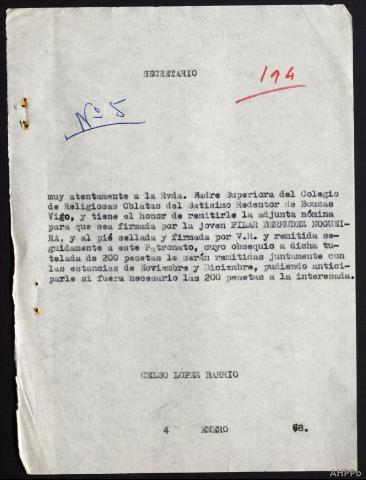 SECRETARIO
194
Nº 5
muy atentamente a la Rvda. Madre Superiora del Colegio
de Religiosas Oblatas del Satisimo Redentor de Bouzas
Vigo, y tiene el honor de remitirle la adjunta nómina
para que sea firmada por la joven PILAR BERMUDEZ NOGUEI-
RA, y al pié sellada y firmada por V.R. y remitida se-
guidamente a este Patronato, cuyo obsequio a dicha tu-
telada de 200 pesetas le serán remitidas juntamente con
las estancias de Noviembre y Diciembre, pudiendo antici-
parle si fuera necesario las 200 pesetas a la interesada.
CELSO LOPEZ BARRIO
4 ENERO 68.
AHPPo